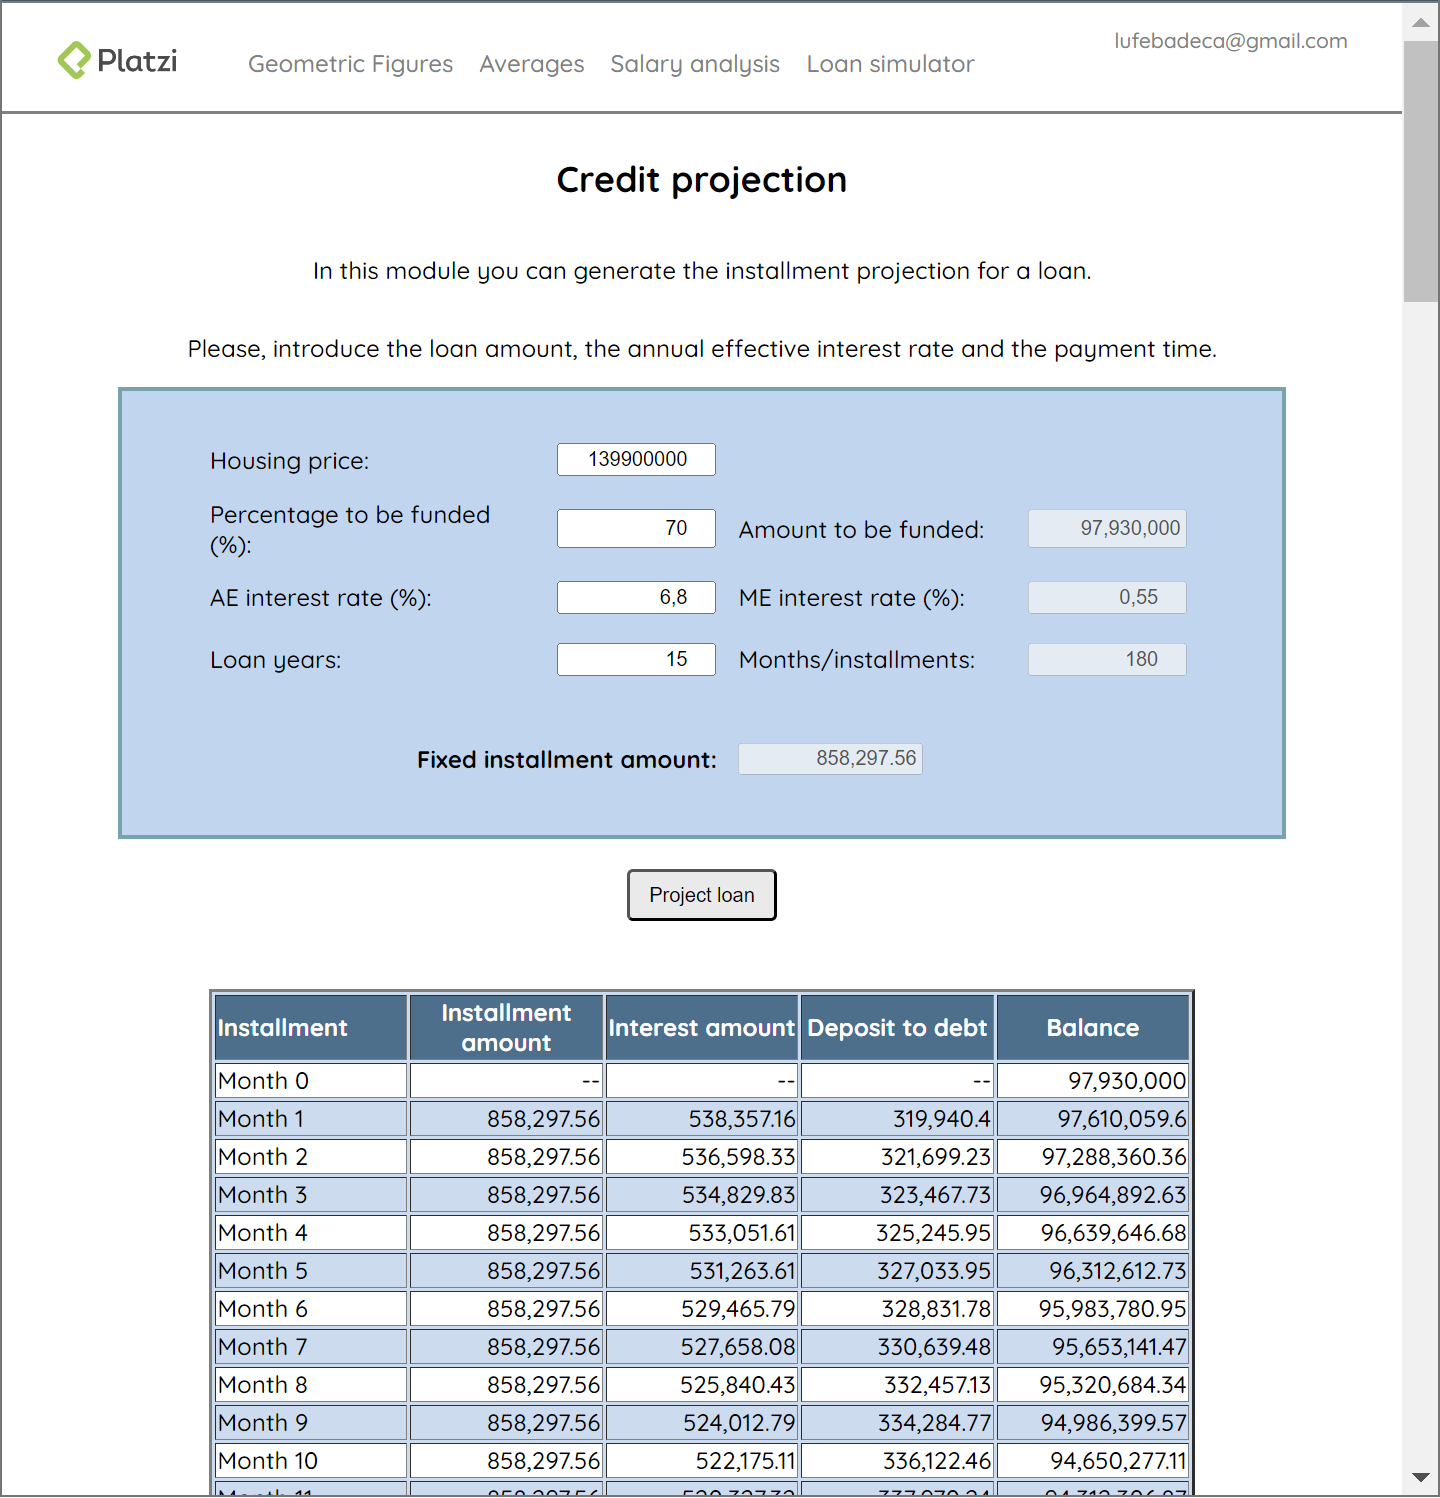 Platzi
Geometric Figures Averages Salary analysis Loan simulator
lufebadeca@gmail.com
Credit projection
In this module you can generate the installment projection for a loan.
Please, introduce the loan amount, the annual effective interest rate and the payment time.
Housing price: 139900000
Percentage to be funded
(%): 70 Amount to be funded: 97,930,000
AE interest rate (%): 6,8 ME interest rate (%): 0,55
Loan years: 15 Months/installments: 180
Fixed installment amount: 858,297.56
Project loan
Installment Installment amount Interest amount Deposit to debt Balance
Month 0 -- -- -- 97,930,000
Month 1 858,297.56 538,357.16 319,940.4 97,610,059.6
Month 2 858,297.56 536,598.33 321,699.23 97,288,360.36
Month 3 858,297.56 534,829.83 323,467.73 96,964,892.63
Month 4 858,297.56 533,051.61 325,245.95 96,639,646.68
Month 5 858,297.56 531,263.61 327,033.95 96,312,612.73
Month 6 858,297.56 529,465.79 328,831.78 95,983,780.95
Month 7 858,297.56 527,658.08 330,639.48 95,653,141.47
Month 8 858,297.56 525,840.43 332,457.13 95,320,684.34
Month 9 858,297.56 524,012.79 334,284.77 94,986,399.57
Month 10 858,297.56 522,175.11 336,122.46 94,650,277.11
Month 11 858,297.56